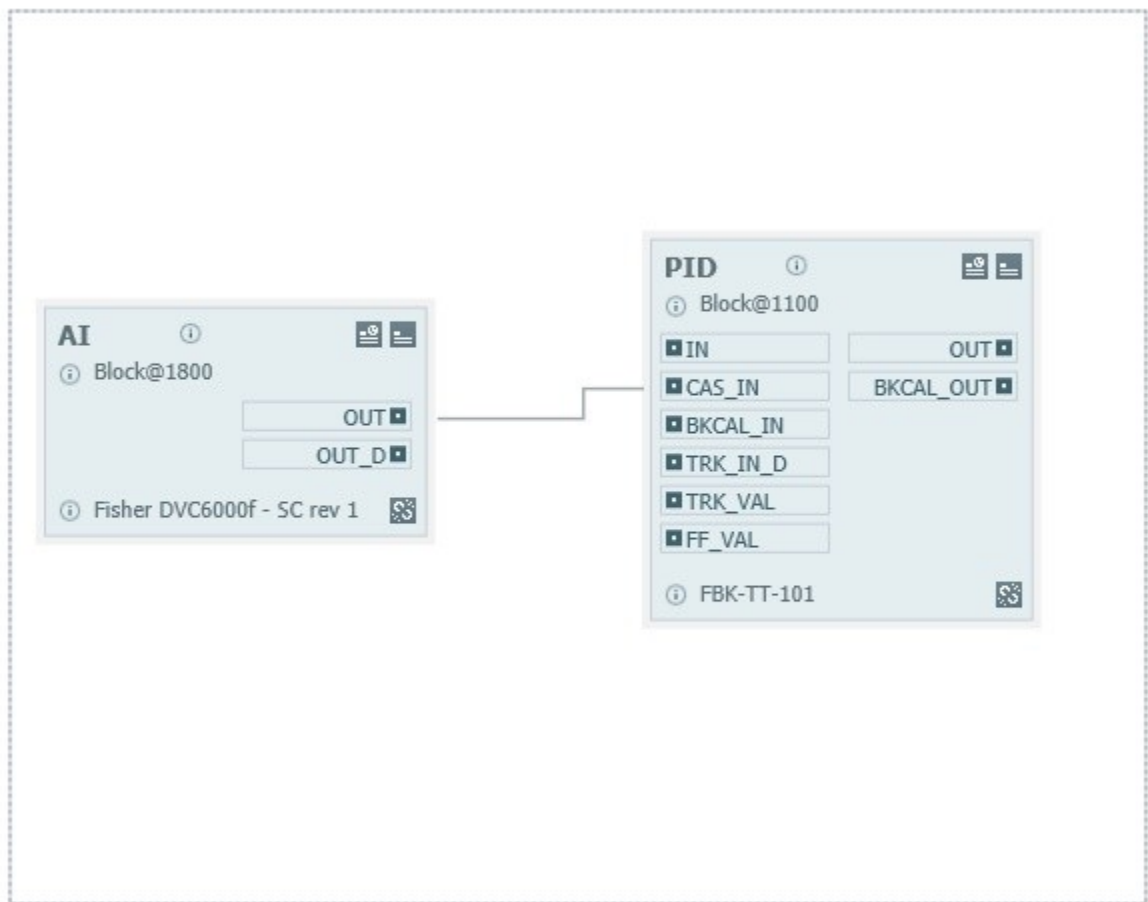 AI
Block@1800
OUT
OUT_D
Fisher DVC6000f - SC rev 1
PID
Block@1100
IN
OUT
CAS_IN
BKCAL_OUT
BKCAL_IN
TRK_IN_D
TRK_VAL
FF_VAL
FBK-TT-101